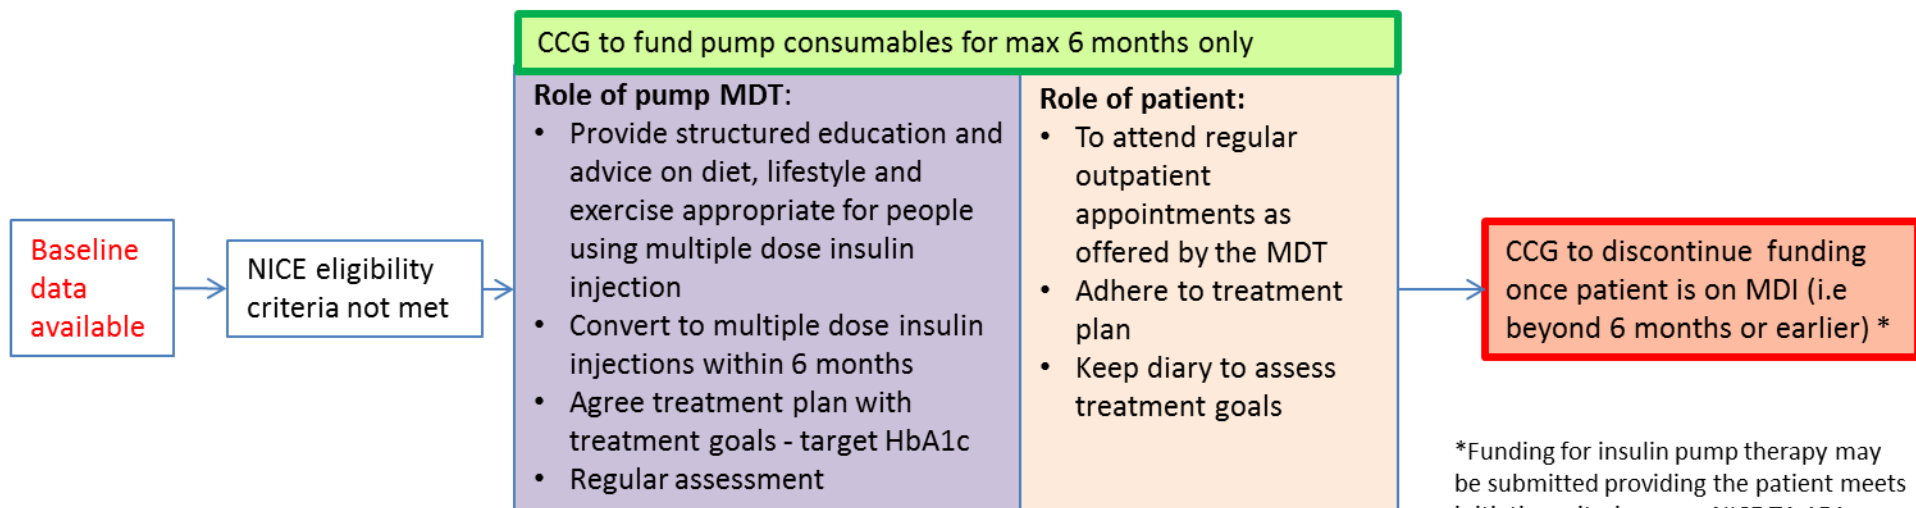 CCG to fund pump consumables for max 6 months only
Baseline
data
available
NICE eligibility
criteria not met
Role of pump MDT:
• Provide structured education and
advice on diet, lifestyle and
exercise appropriate for people
using multiple dose insulin
injection
• Convert to multiple dose insulin
injections within 6 months
• Agree treatment plan with
treatment goals - target HbA1c
• Regular assessment
Role of patient:
• To attend regular
outpatient
appointments as
offered by the MDT
• Adhere to treatment
plan
• Keep diary to assess
treatment goals
CCG to discontinue funding
once patient is on MDI (i.e
beyond 6 months or earlier) *
*Funding for insulin pump therapy may
be submitted providing the patient meets